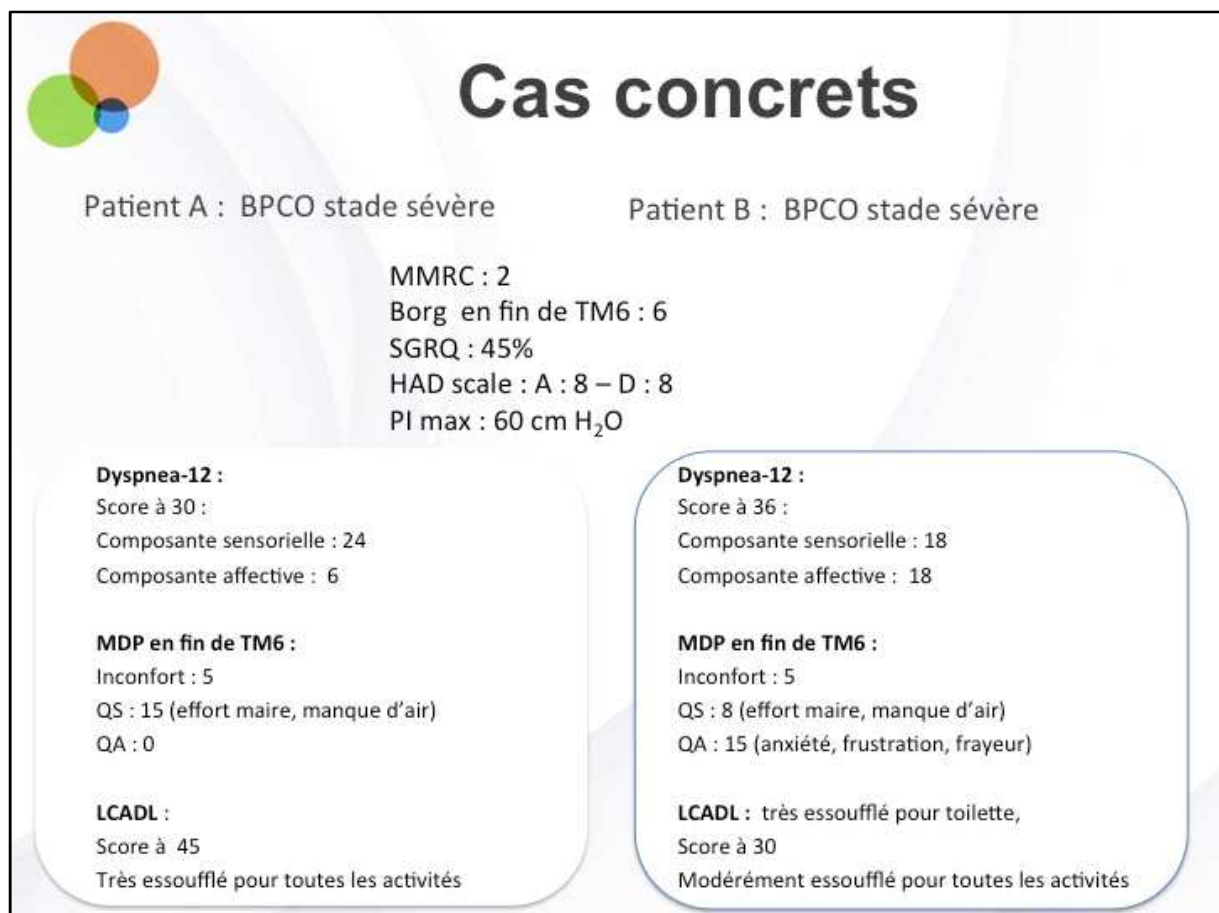 Cas concrets
Patient A : BPCO stade sévère
Patient B : BPCO stade sévère
MMRC : 2
Borg en fin de TM6 : 6
SGRQ : 45%
HAD scale : A : 8 – D : 8
PI max : 60 cm H₂O
Dyspnea-12 :
Score à 30 :
Composante sensorielle : 24
Composante affective : 6
MDP en fin de TM6 :
Inconfort : 5
QS : 15 (effort maire, manque d'air)
QA : 0
LCADL :
Score à 45
Très essoufflé pour toutes les activités
Dyspnea-12 :
Score à 36 :
Composante sensorielle : 18
Composante affective : 18
MDP en fin de TM6 :
Inconfort : 5
QS : 8 (effort maire, manque d'air)
QA : 15 (anxiété, frustration, frayeur)
LCADL : très essoufflé pour toilette,
Score à 30
Modérément essoufflé pour toutes les activités